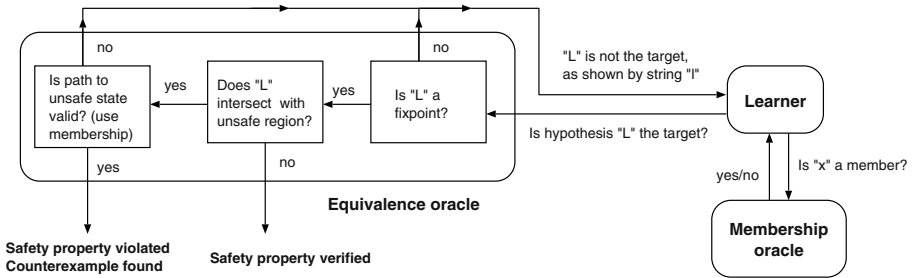 no
no
"L" is not the target,
as shown by string "l"
Is path to
unsafe state
valid? (use
membership)
yes
Does "L"
intersect with
unsafe region?
yes
Is "L" a
fixpoint?
Learner
Is hypothesis "L" the target?
yes
no
yes/no
Is "x" a member?
Equivalence oracle
Membership
oracle
Safety property violated
Counterexample found
Safety property verified